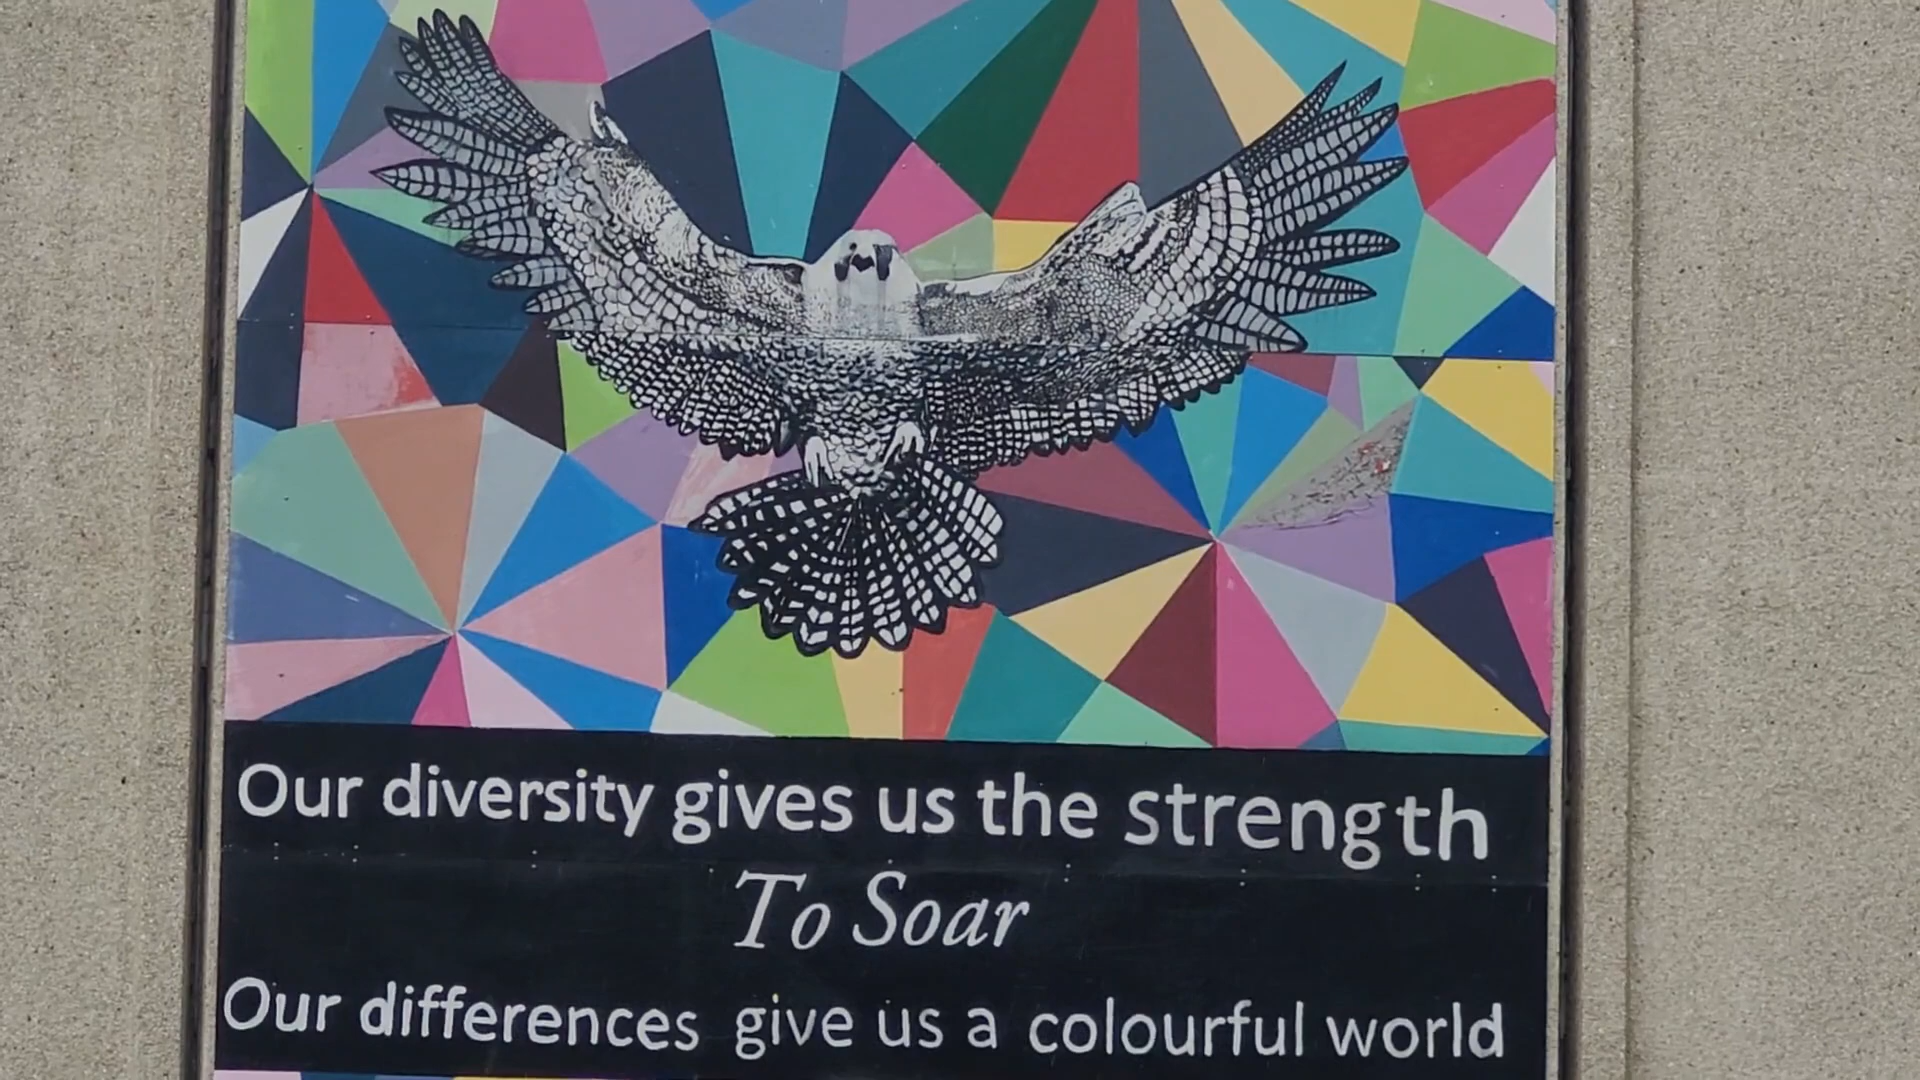 Our diversity gives us the strength
To Soar
Our differences give us a colourful world